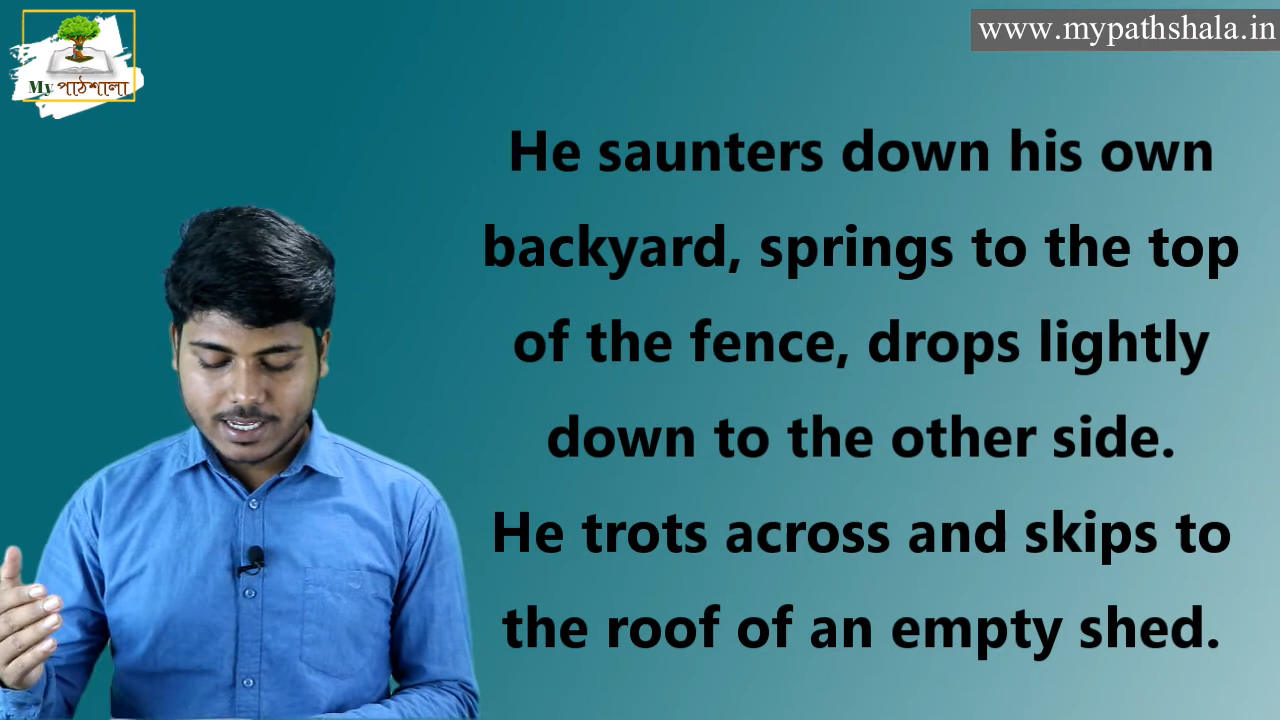 My পাঠশালা
www.mypathshala.in
He saunters down his own
backyard, springs to the top
of the fence, drops lightly
down to the other side.
He trots across and skips to
the roof of an empty shed.